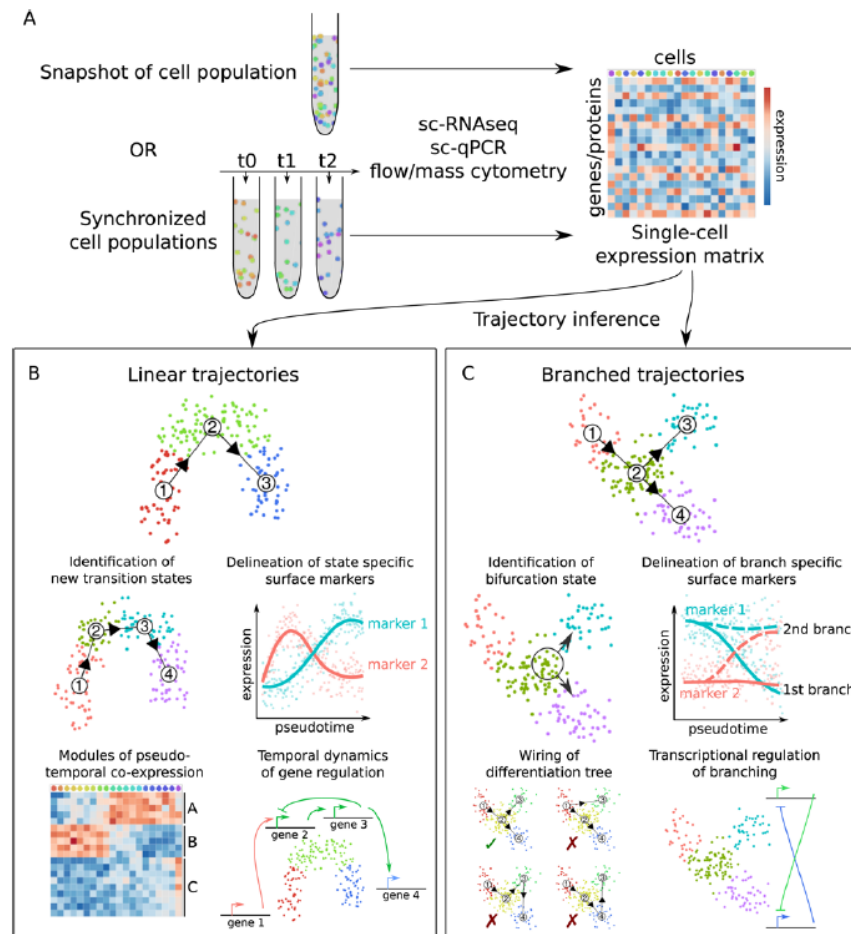 A
Snapshot of cell population
OR
t0 t1 t2
Synchronized
cell populations
sc-RNAseq
sc-qPCR
flow/mass cytometry
cells
genes/proteins
expression
Single-cell
expression matrix
Trajectory inference
B
Linear trajectories
1
2
3
Identification of
new transition states
1
2
3
4
Delineation of state specific
surface markers
expression
marker 1
marker 2
pseudotime
Modules of pseudo-
temporal co-expression
A
B
C
Temporal dynamics
of gene regulation
gene 2
gene 3
gene 1
gene 4
C
Branched trajectories
1
2
3
4
Identification of
bifurcation state
Delineation of branch specific
surface markers
expression
marker 1
marker 2
2nd branch
1st branch
pseudotime
Wiring of
differentiation tree
Transcriptional regulation
of branching